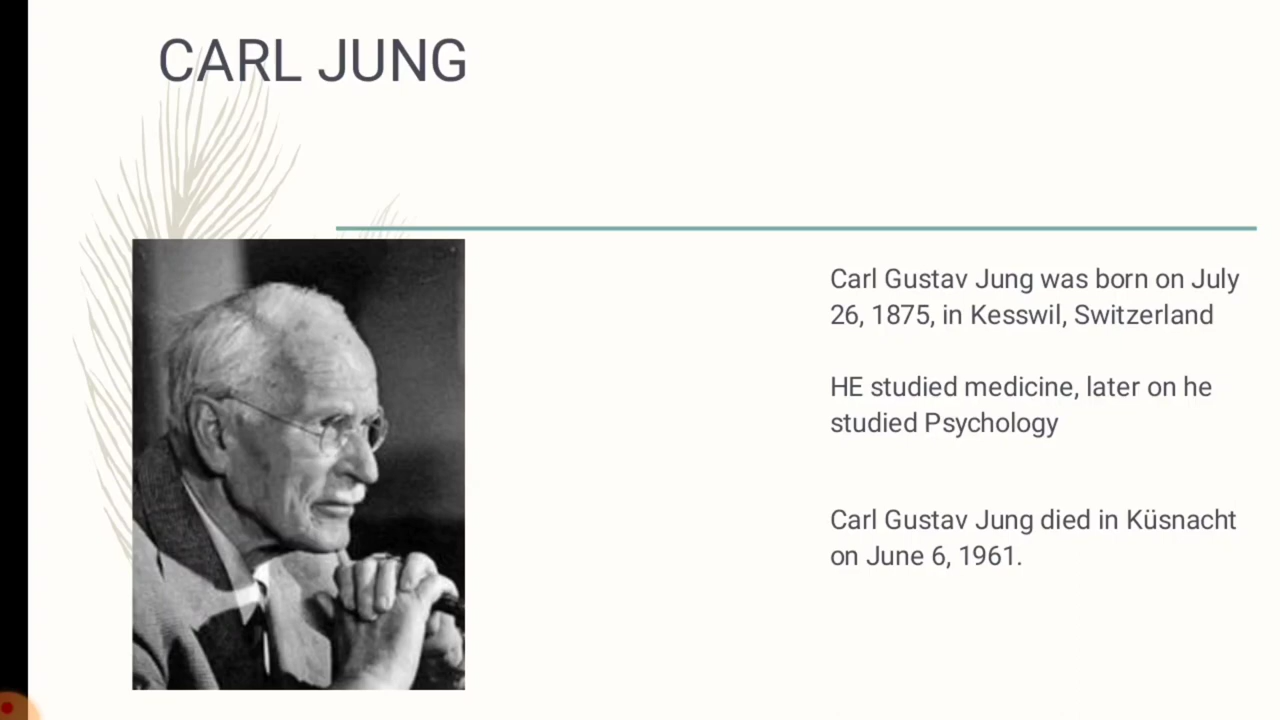 CARL JUNG
Carl Gustav Jung was born on July
26, 1875, in Kesswil, Switzerland
HE studied medicine, later on he
studied Psychology
Carl Gustav Jung died in Küsnacht
on June 6, 1961.